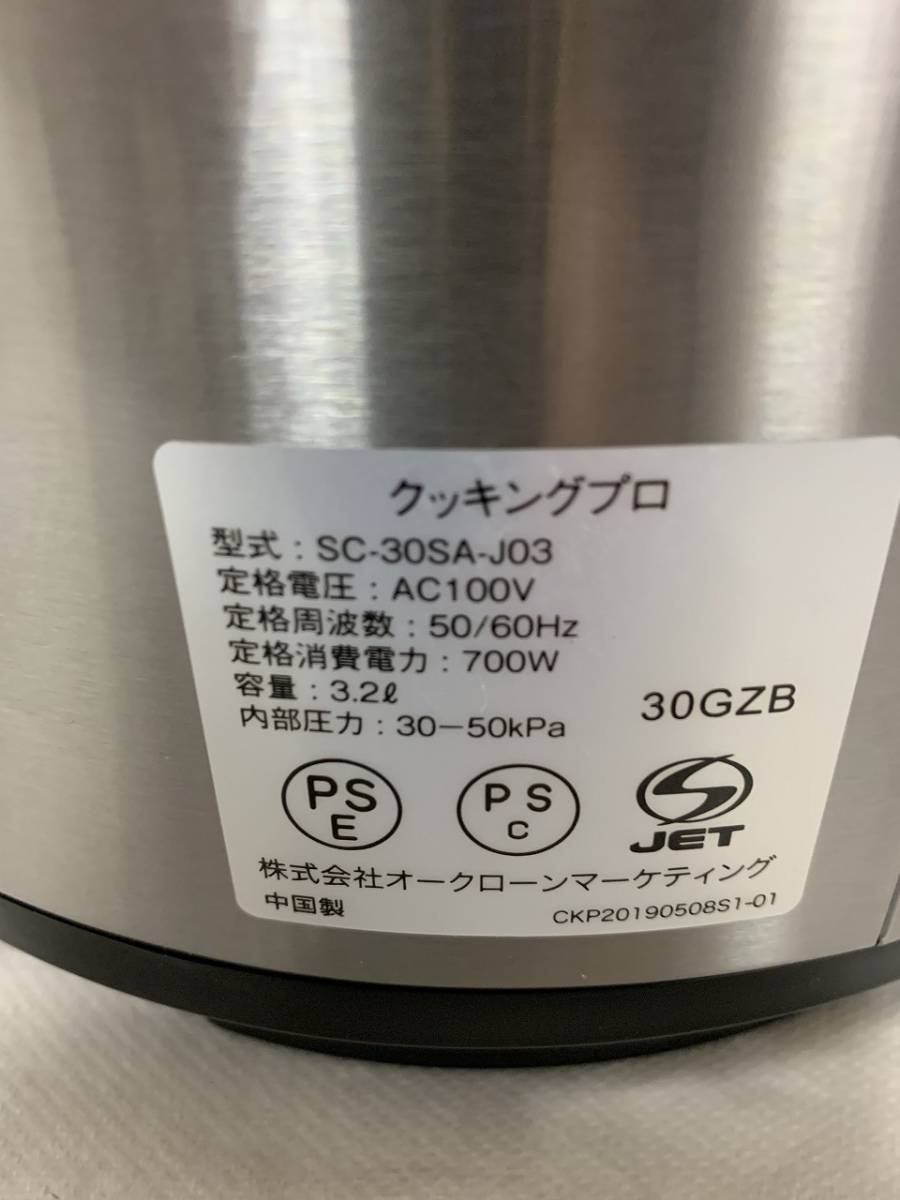 クッキングプロ
型式：SC-30SA-J03
定格電圧：AC100V
定格周波数：50/60Hz
定格消費電力：700W
容量：3.2ℓ
内部圧力：30－50kPa
30GZB
PS E
PS C
JET
株式会社オークローンマーケティング
中国製
CKP20190508S1-01